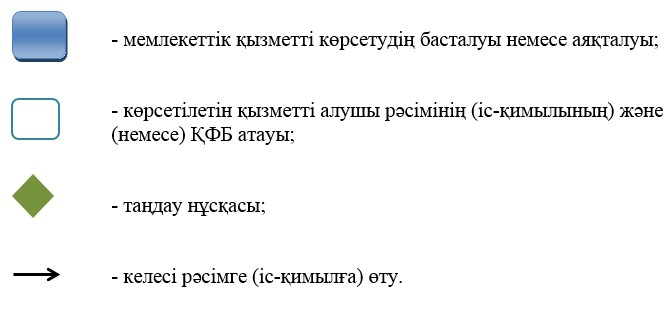 - мемлекеттік қызметті көрсетудің басталуы немесе аяқталуы;
- көрсетілетін қызметті алушы рәсімінің (іс-қимылының) және
(немесе) ҚФБ атауы;
- таңдау нұсқасы;
- келесі рәсімге (іс-қимылға) өту.